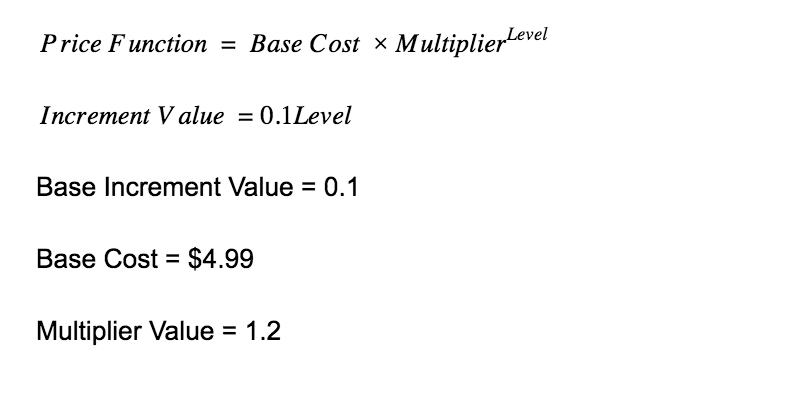 Price Function = Base Cost × Multiplier^Level
Increment Value = 0.1Level
Base Increment Value = 0.1
Base Cost = $4.99
Multiplier Value = 1.2